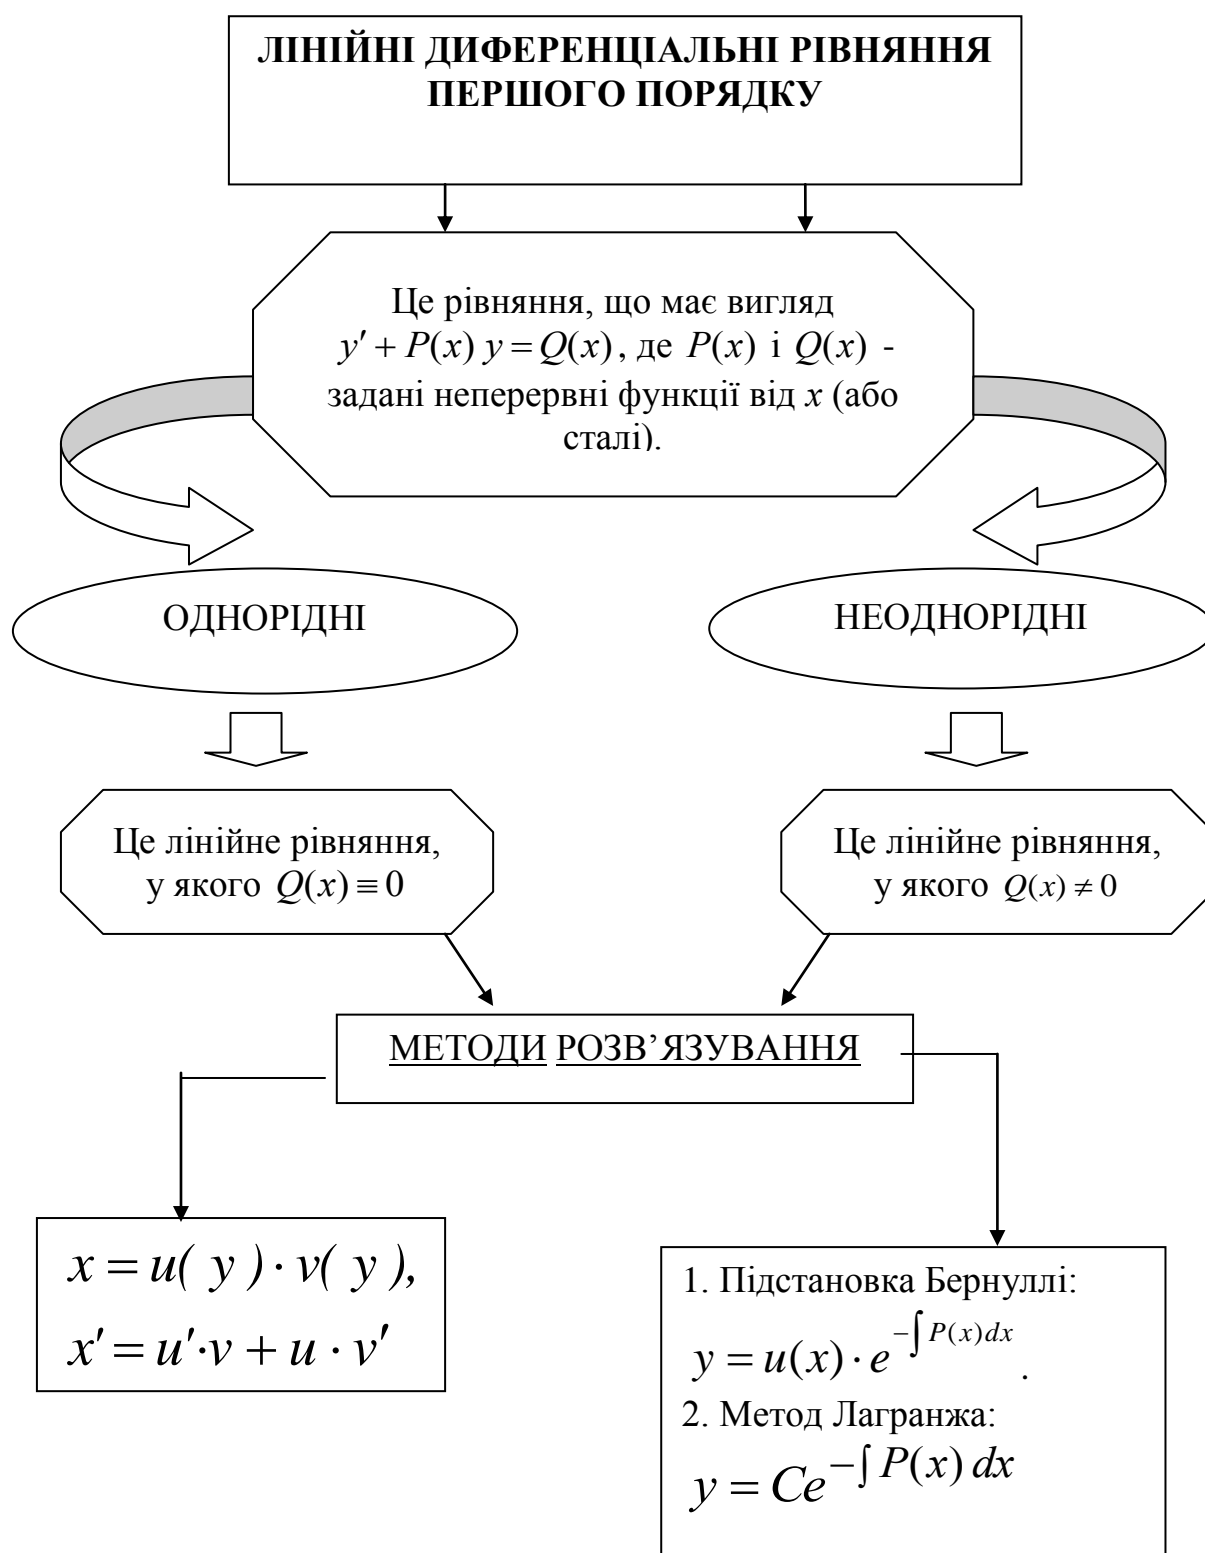 ЛІНІЙНІ ДИФЕРЕНЦІАЛЬНІ РІВНЯННЯ
ПЕРШОГО ПОРЯДКУ
Це рівняння, що має вигляд
y′ + P(x) y = Q(x), де P(x) і Q(x) -
задані неперервні функції від x (або
сталі).
ОДНОРІДНІ
НЕОДНОРІДНІ
Це лінійне рівняння,
у якого Q(x) ≡ 0
Це лінійне рівняння,
у якого Q(x) ≠ 0
МЕТОДИ РОЗВ’ЯЗУВАННЯ
x = u( y ) · v( y ),
x′ = u′·v + u · v′
1. Підстановка Бернуллі:
y = u(x) · e^{−∫ P(x)dx} .
2. Метод Лагранжа:
y = Ce^{−∫ P(x) dx}